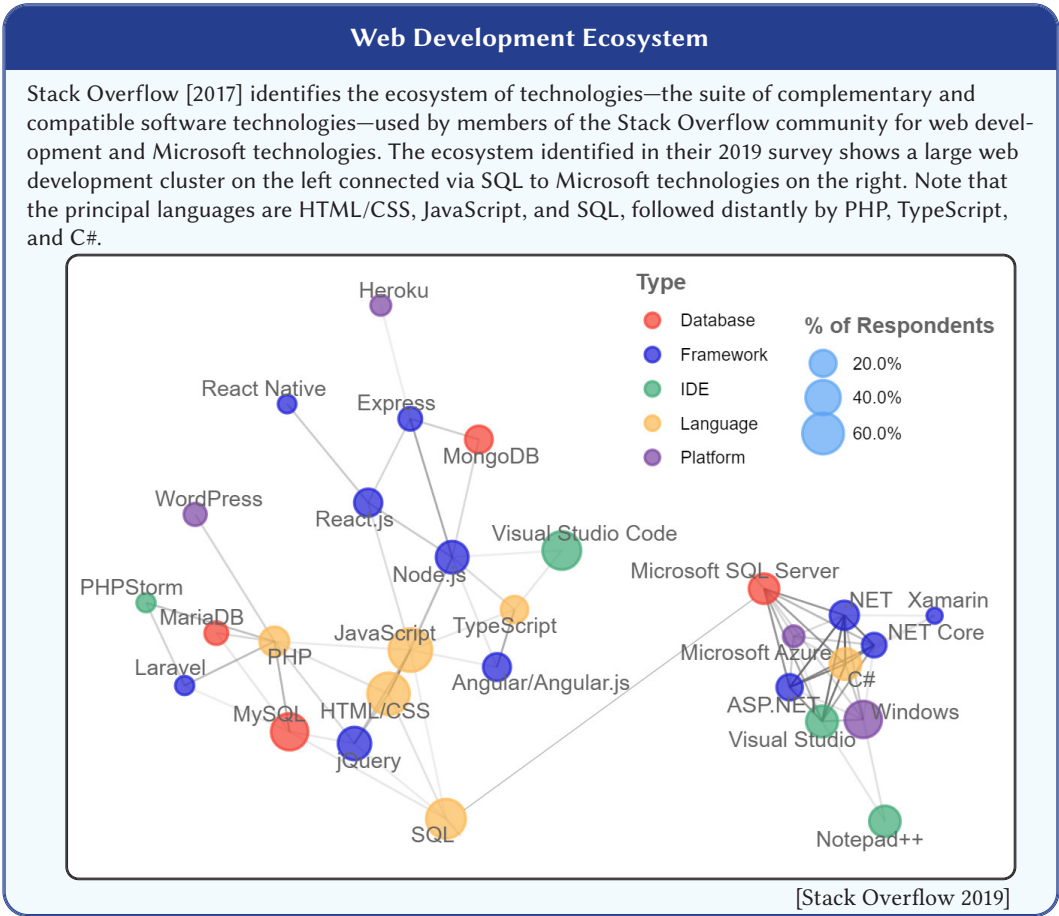 Web Development Ecosystem
Stack Overflow [2017] identifies the ecosystem of technologies—the suite of complementary and
compatible software technologies—used by members of the Stack Overflow community for web devel-
opment and Microsoft technologies. The ecosystem identified in their 2019 survey shows a large web
development cluster on the left connected via SQL to Microsoft technologies on the right. Note that
the principal languages are HTML/CSS, JavaScript, and SQL, followed distantly by PHP, TypeScript,
and C#.
Type
Database
Framework
IDE
Language
Platform
% of Respondents
20.0%
40.0%
60.0%
Heroku
React Native
Express
MongoDB
WordPress
React.js
Visual Studio Code
Node.js
PHPStorm
MariaDB
JavaScript
TypeScript
PHP
Laravel
Angular/Angular.js
MySQL
HTML/CSS
jQuery
SQL
Microsoft SQL Server
.NET
Xamarin
.NET Core
Microsoft Azure
C#
ASP.NET
Windows
Visual Studio
Notepad++
[Stack Overflow 2019]